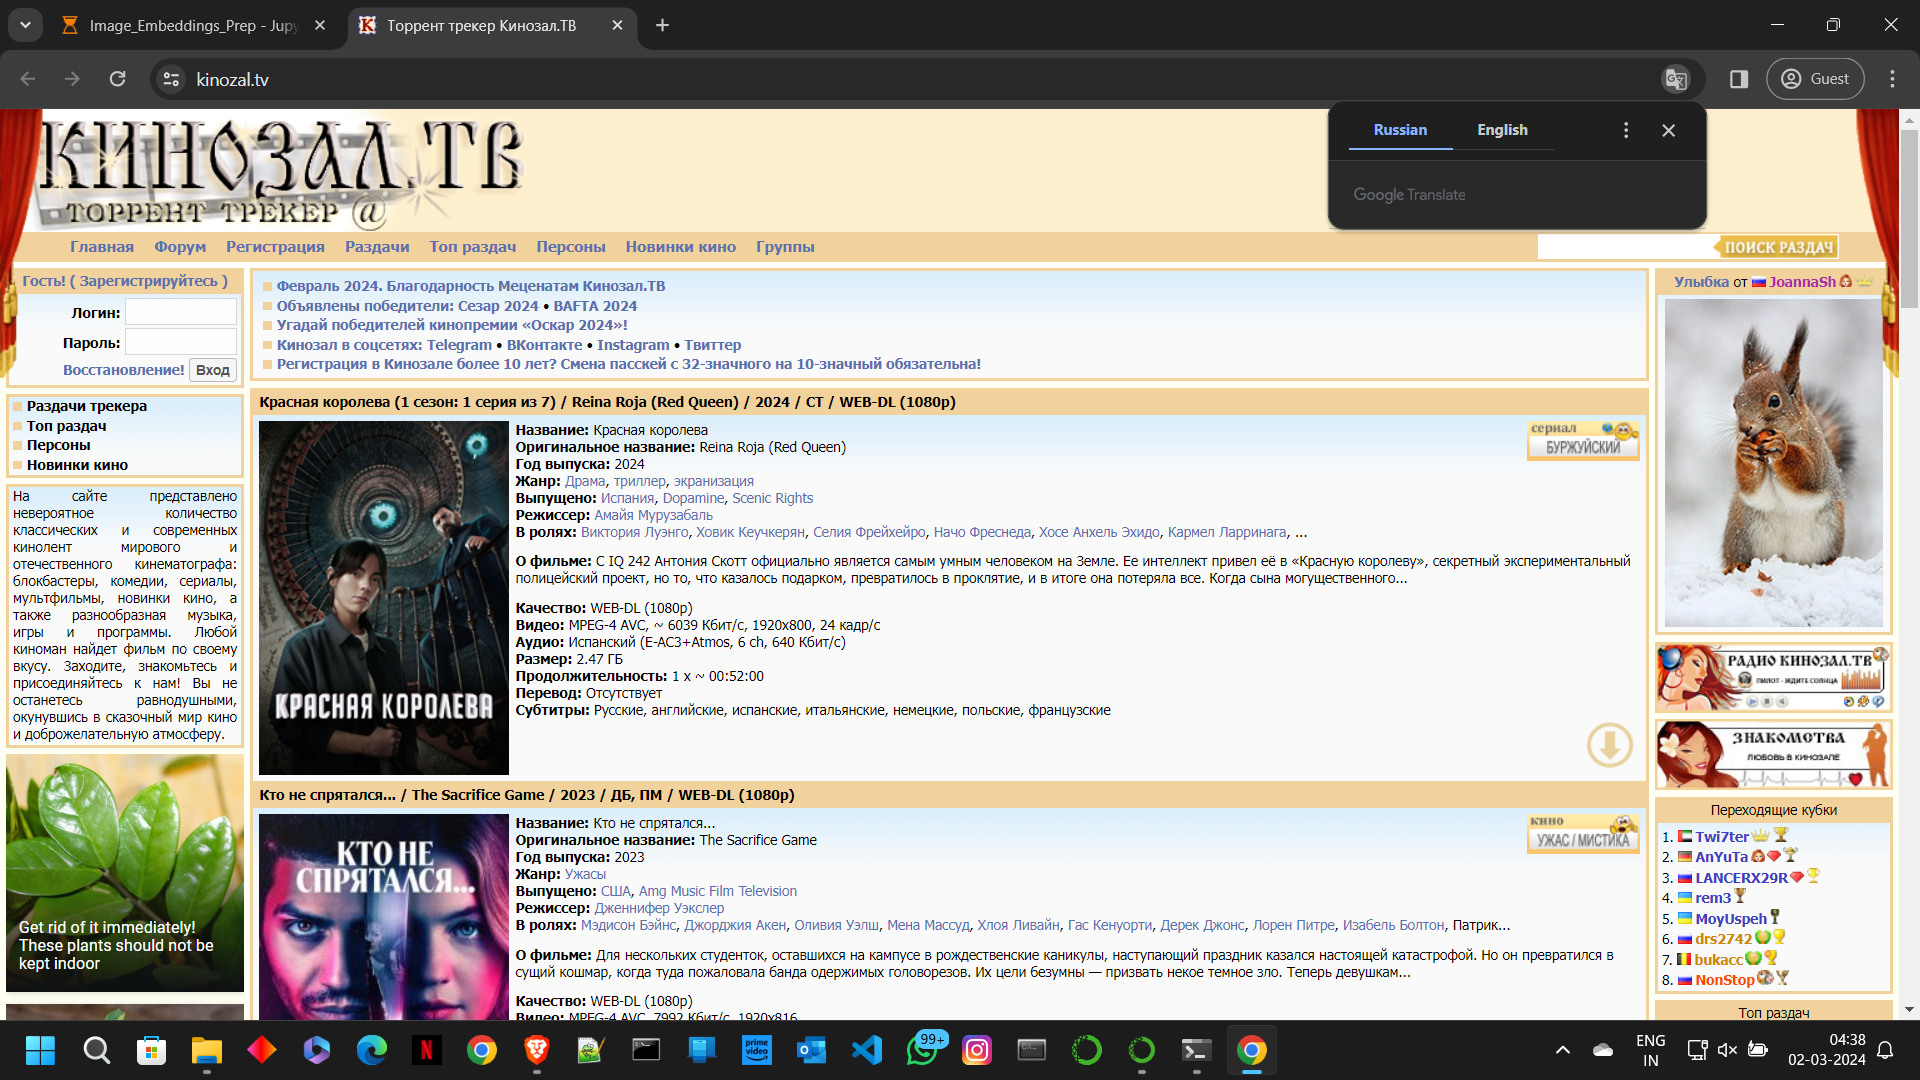 Image_Embeddings_Prep - Jupy
Торрент трекер Кинозал.ТВ
kinozal.tv
Guest
Russian
English
Google Translate
КИНОЗАЛ.ТВ
ТОРРЕНТ ТРЕКЕР @
Главная Форум Регистрация Раздачи Топ раздач Персоны Новинки кино Группы
ПОИСК РАЗДАЧ
Гость! ( Зарегистрируйтесь )
Логин:
Пароль:
Восстановление! Вход
Раздачи трекера
Топ раздач
Персоны
Новинки кино
На сайте представлено
невероятное количество
классических и современных
кинолент мирового и
отечественного кинематографа:
блокбастеры, комедии, сериалы,
мультфильмы, новинки кино, а
также разнообразная музыка,
игры и программы. Любой
киноман найдет фильм по своему
вкусу. Заходите, знакомьтесь и
присоединяйтесь к нам! Вы не
останетесь равнодушными,
окунувшись в сказочный мир кино
и доброжелательную атмосферу.
Get rid of it immediately!
These plants should not be
kept indoor
Февраль 2024. Благодарность Меценатам Кинозал.ТВ
Объявлены победители: Сезар 2024 • BAFTA 2024
Угадай победителей кинопремии «Оскар 2024»!
Кинозал в соцсетях: Telegram • ВКонтакте • Instagram • Твиттер
Регистрация в Кинозале более 10 лет? Смена пасскей с 32-значного на 10-значный обязательна!
Красная королева (1 сезон: 1 серия из 7) / Reina Roja (Red Queen) / 2024 / СТ / WEB-DL (1080p)
КРАСНАЯ КОРОЛЕВА
Название: Красная королева
Оригинальное название: Reina Roja (Red Queen)
Год выпуска: 2024
Жанр: Драма, триллер, экранизация
Выпущено: Испания, Dopamine, Scenic Rights
Режиссер: Амайя Мурузабаль
В ролях: Виктория Луэнго, Ховик Кеучкерян, Селия Фрейхейро, Начо Фреснеда, Хосе Анхель Эхидо, Кармел Ларринага, ...
О фильме: С IQ 242 Антония Скотт официально является самым умным человеком на Земле. Ее интеллект привел её в «Красную королеву», секретный экспериментальный
полицейский проект, но то, что казалось подарком, превратилось в проклятие, и в итоге она потеряла все. Когда сына могущественного...
Качество: WEB-DL (1080p)
Видео: MPEG-4 AVC, ~ 6039 Кбит/с, 1920x800, 24 кадр/с
Аудио: Испанский (E-AC3+Atmos, 6 ch, 640 Кбит/с)
Размер: 2.47 ГБ
Продолжительность: 1 x ~ 00:52:00
Перевод: Отсутствует
Субтитры: Русские, английские, испанские, итальянские, немецкие, польские, французские
сериал
БУРЖУЙСКИЙ
Кто не спрятался... / The Sacrifice Game / 2023 / ДБ, ПМ / WEB-DL (1080p)
КТО НЕ
СПРЯТАЛСЯ...
Название: Кто не спрятался...
Оригинальное название: The Sacrifice Game
Год выпуска: 2023
Жанр: Ужасы
Выпущено: США, Amg Music Film Television
Режиссер: Дженнифер Уэкслер
В ролях: Мэдисон Бэйнс, Джорджия Акен, Оливия Уэлш, Мена Массуд, Хлоя Ливайн, Гас Кенуорти, Дерек Джонс, Лорен Питре, Изабель Болтон, Патрик...
О фильме: Для нескольких студенток, оставшихся на кампусе в рождественские каникулы, наступающий праздник казался настоящей катастрофой. Но он превратился в
сущий кошмар, когда туда пожаловала банда одержимых головорезов. Их цели безумны — призвать некое темное зло. Теперь девушкам...
Качество: WEB-DL (1080p)
Видео: MPEG-4 AVC, 7992 Кбит/с, 1920x816
кино
УЖАС / МИСТИКА
Улыбка от JoannaSh
РАДИО КИНОЗАЛ.ТВ
ПИЛОТ - ЖДИТЕ СОЛНЦА
ЗНАКОМСТВА
ЛЮБОВЬ В КИНОЗАЛЕ
Переходящие кубки
1. Twi7ter
2. AnYuTa
3. LANCERX29R
4. rem3
5. MoyUspeh
6. drs2742
7. bukacc
8. NonStop
Топ раздач
prime
video
99+
ENG
IN
04:38
02-03-2024